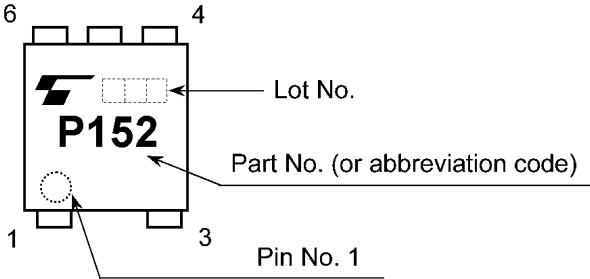 6 4
Lot No.
P152
Part No. (or abbreviation code)
1 3
Pin No. 1